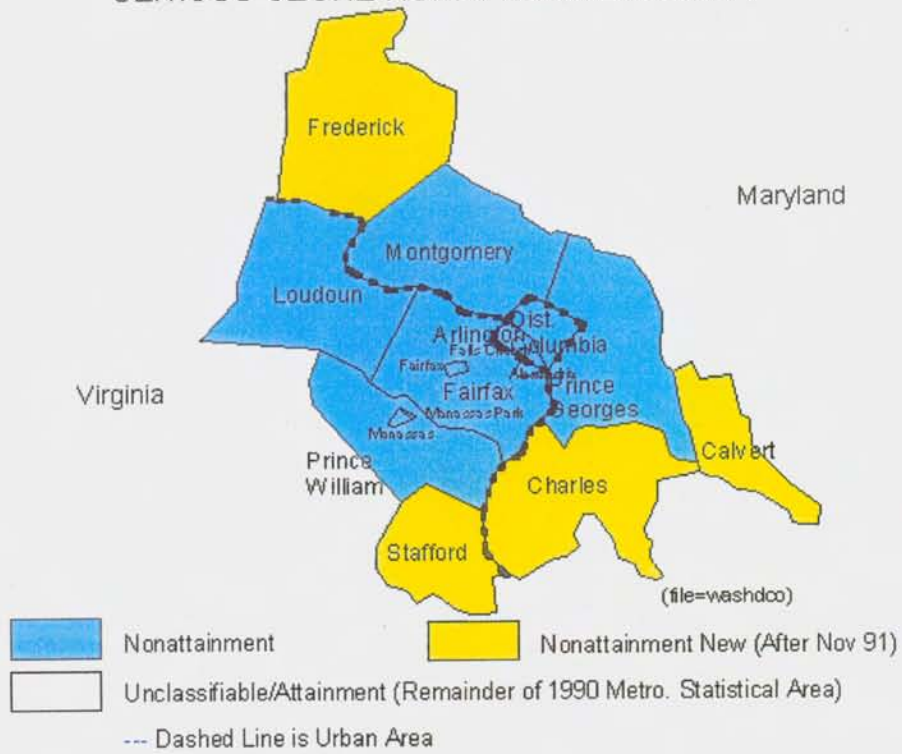 Frederick
Maryland
Montgomery
Loudoun
Dist.
Arlington
Columbia
Falls Church
Fairfax
Alexandria
Virginia
Fairfax
Prince
Georges
Manassas Park
Manassas
Calvert
Prince
William
Charles
Stafford
(file=washdco)
Nonattainment
Nonattainment New (After Nov 91)
Unclassifiable/Attainment (Remainder of 1990 Metro. Statistical Area)
--- Dashed Line is Urban Area